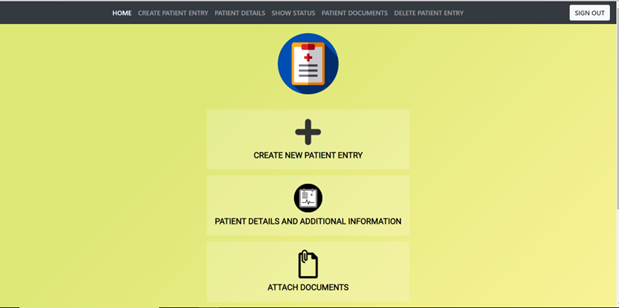 HOME CREATE PATIENT ENTRY PATIENT DETAILS SHOW STATUS PATIENT DOCUMENTS DELETE PATIENT ENTRY SIGN OUT
CREATE NEW PATIENT ENTRY
PATIENT DETAILS AND ADDITIONAL INFORMATION
ATTACH DOCUMENTS